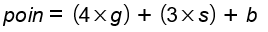 poin = (4×g) + (3×s) + b